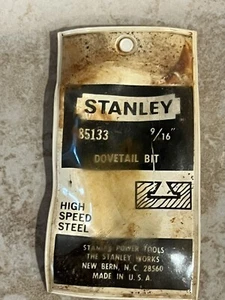 STANLEY
85133 9/16"
DOVETAIL BIT
HIGH
SPEED
STEEL
STANLEY POWER TOOLS
THE STANLEY WORKS
NEW BERN, N.C. 28560
MADE IN U.S.A.